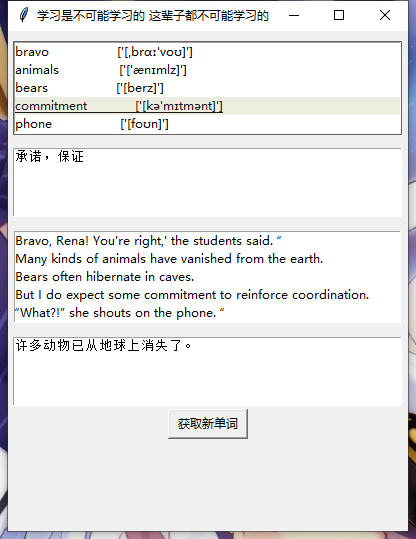 学习是不可能学习的 这辈子都不可能学习的
bravo ['[ˌbrɑɪ'voʊ]']
animals ['['ænɪmlz]']
bears ['[berz]']
commitment ['[kə'mɪtmənt]']
phone ['[foʊn]']
承诺，保证
Bravo, Rena! You're right,' the students said. “
Many kinds of animals have vanished from the earth.
Bears often hibernate in caves.
But I do expect some commitment to reinforce coordination.
“What?!” she shouts on the phone. “
许多动物已从地球上消失了。
获取新单词